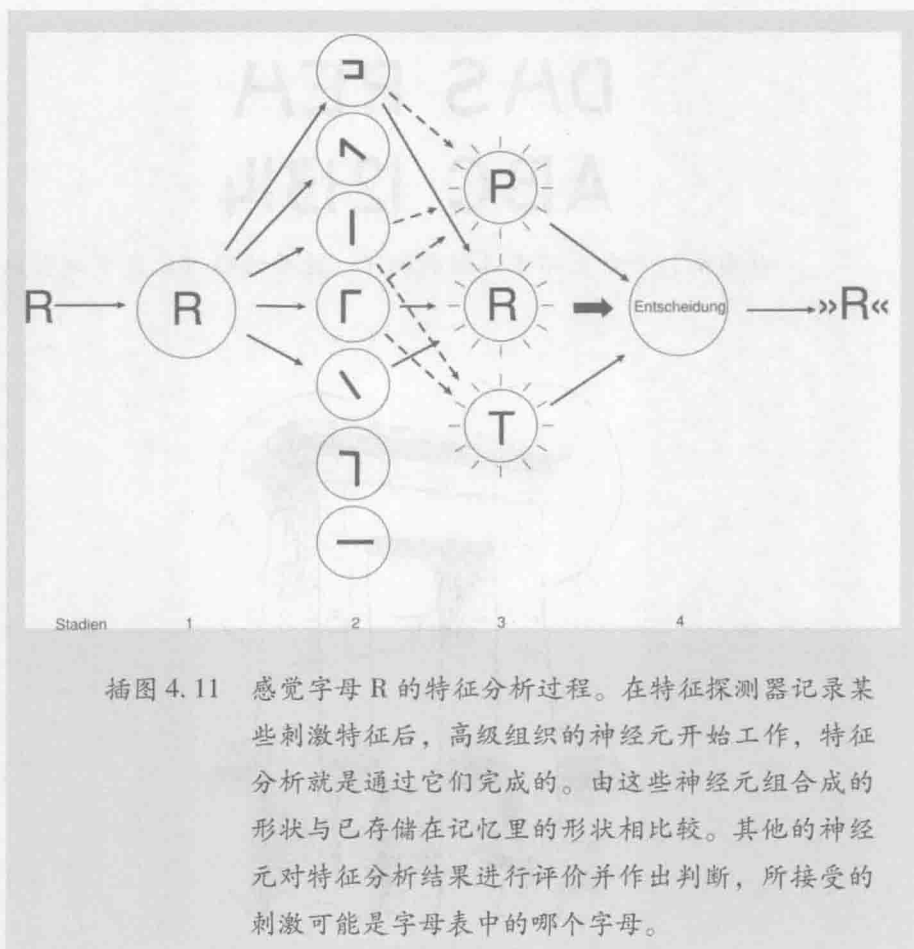 P
R R R Entscheidung »R«
T
Stadien 1 2 3 4
插图 4.11 感觉字母 R 的特征分析过程。在特征探测器记录某
些刺激特征后，高级组织的神经元开始工作，特征
分析就是通过它们完成的。由这些神经元组合成的
形状与已存储在记忆里的形状相比较。其他的神经
元对特征分析结果进行评价并作出判断，所接受的
刺激可能是字母表中的哪个字母。